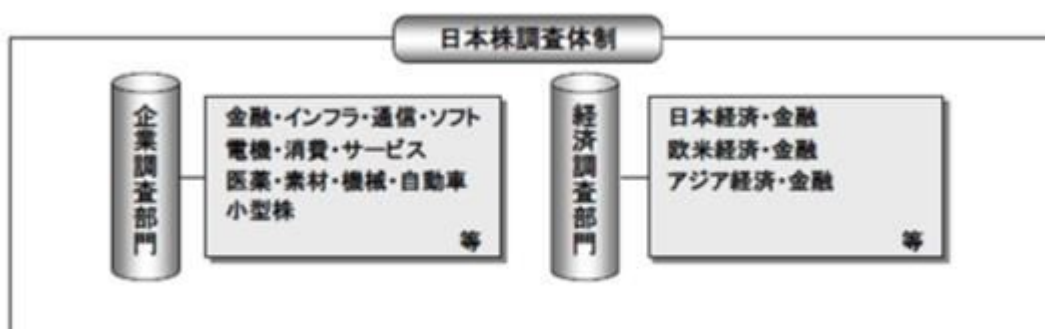 日本株調査体制
企業調査部門
金融・インフラ・通信・ソフト
電機・消費・サービス
医薬・素材・機械・自動車
小型株
等
経済調査部門
日本経済・金融
欧米経済・金融
アジア経済・金融
等